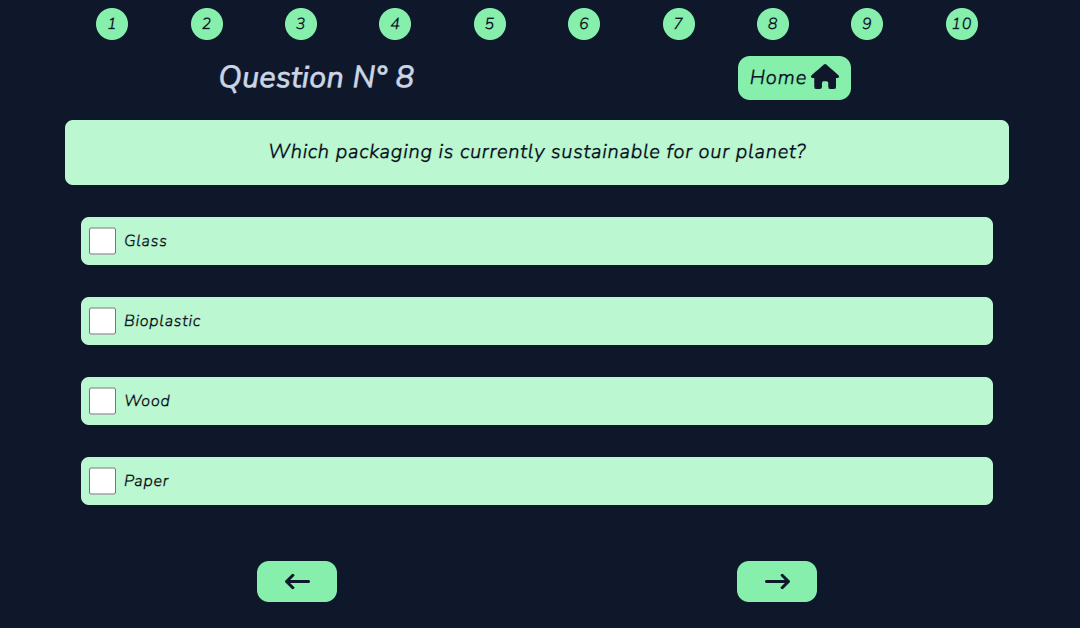 1 2 3 4 5 6 7 8 9 10
Question N° 8
Home
Which packaging is currently sustainable for our planet?
Glass
Bioplastic
Wood
Paper